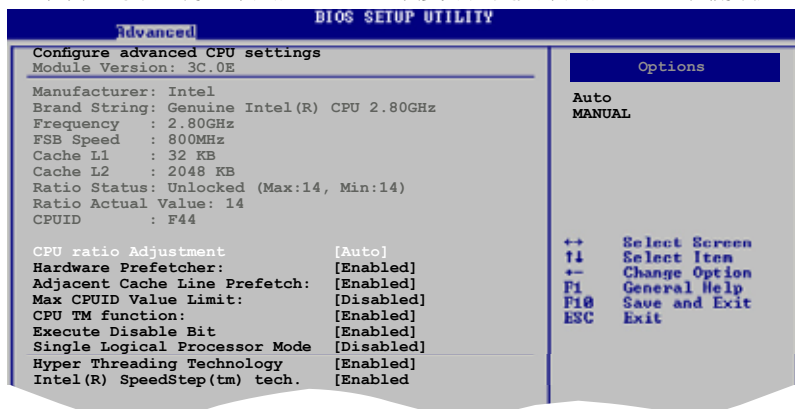 BIOS SETUP UTILITY
Advanced
Configure advanced CPU settings
Module Version: 3C.0E
Manufacturer: Intel
Brand String: Genuine Intel(R) CPU 2.80GHz
Frequency : 2.80GHz
FSB Speed : 800MHz
Cache L1 : 32 KB
Cache L2 : 2048 KB
Ratio Status: Unlocked (Max:14, Min:14)
Ratio Actual Value: 14
CPUID : F44
CPU ratio Adjustment [Auto]
Hardware Prefetcher: [Enabled]
Adjacent Cache Line Prefetch: [Enabled]
Max CPUID Value Limit: [Disabled]
CPU TM function: [Enabled]
Execute Disable Bit [Enabled]
Single Logical Processor Mode [Disabled]
Hyper Threading Technology [Enabled]
Intel(R) SpeedStep(tm) tech. [Enabled
Options
Auto
MANUAL
↔ Select Screen
↑↓ Select Item
+- Change Option
F1 General Help
F10 Save and Exit
ESC Exit